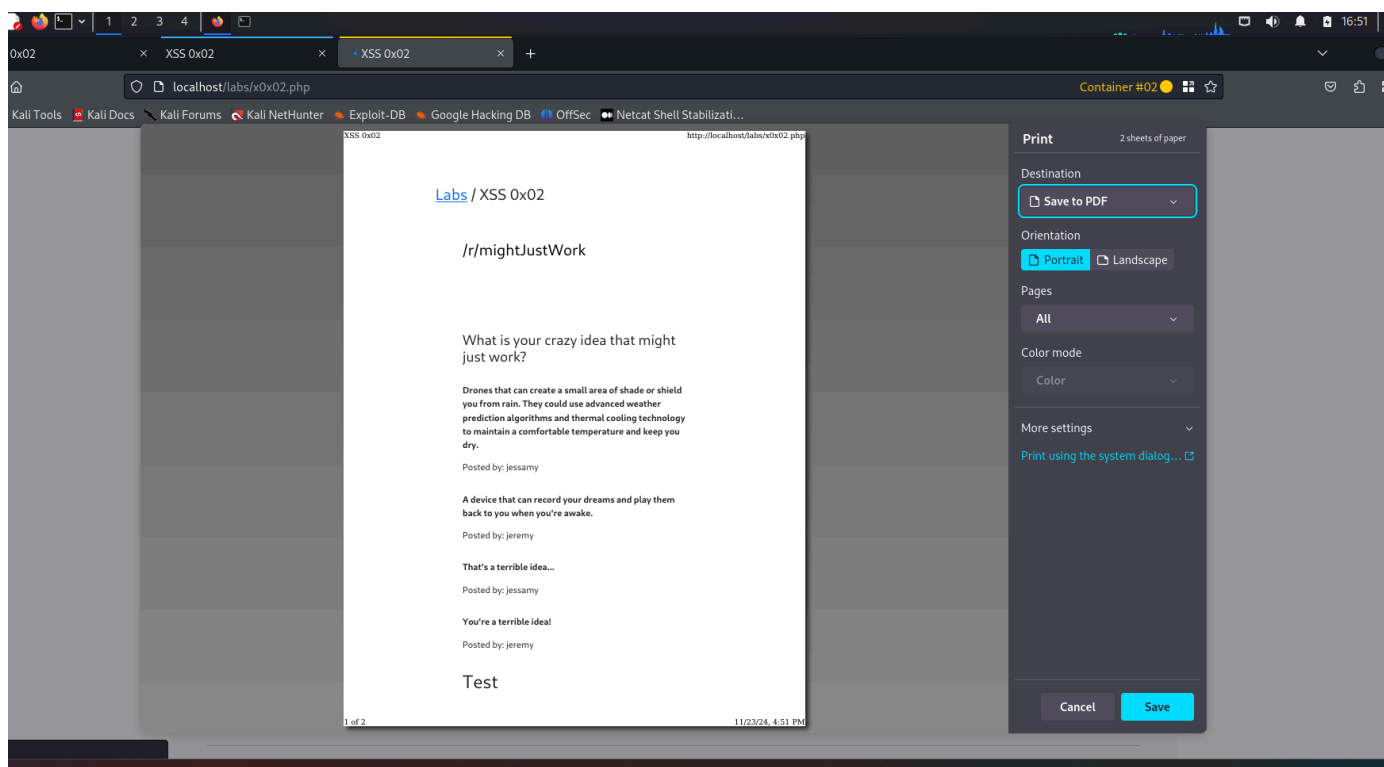 1 2 3 4 16:51
0x02 × XSS 0x02 × XSS 0x02 × +
localhost/labs/x0x02.php Container #02
Kali Tools Kali Docs Kali Forums Kali NetHunter Exploit-DB Google Hacking DB OffSec Netcat Shell Stabilizati...
XSS 0x02 http://localhost/labs/x0x02.php
Labs / XSS 0x02
/r/mightJustWork
What is your crazy idea that might
just work?
Drones that can create a small area of shade or shield
you from rain. They could use advanced weather
prediction algorithms and thermal cooling technology
to maintain a comfortable temperature and keep you
dry.
Posted by: jessamy
A device that can record your dreams and play them
back to you when you're awake.
Posted by: jeremy
That's a terrible idea...
Posted by: jessamy
You're a terrible idea!
Posted by: jeremy
Test
1 of 2 11/23/24, 4:51 PM
Print 2 sheets of paper
Destination
Save to PDF
Orientation
Portrait Landscape
Pages
All
Color mode
Color
More settings
Print using the system dialog...
Cancel Save